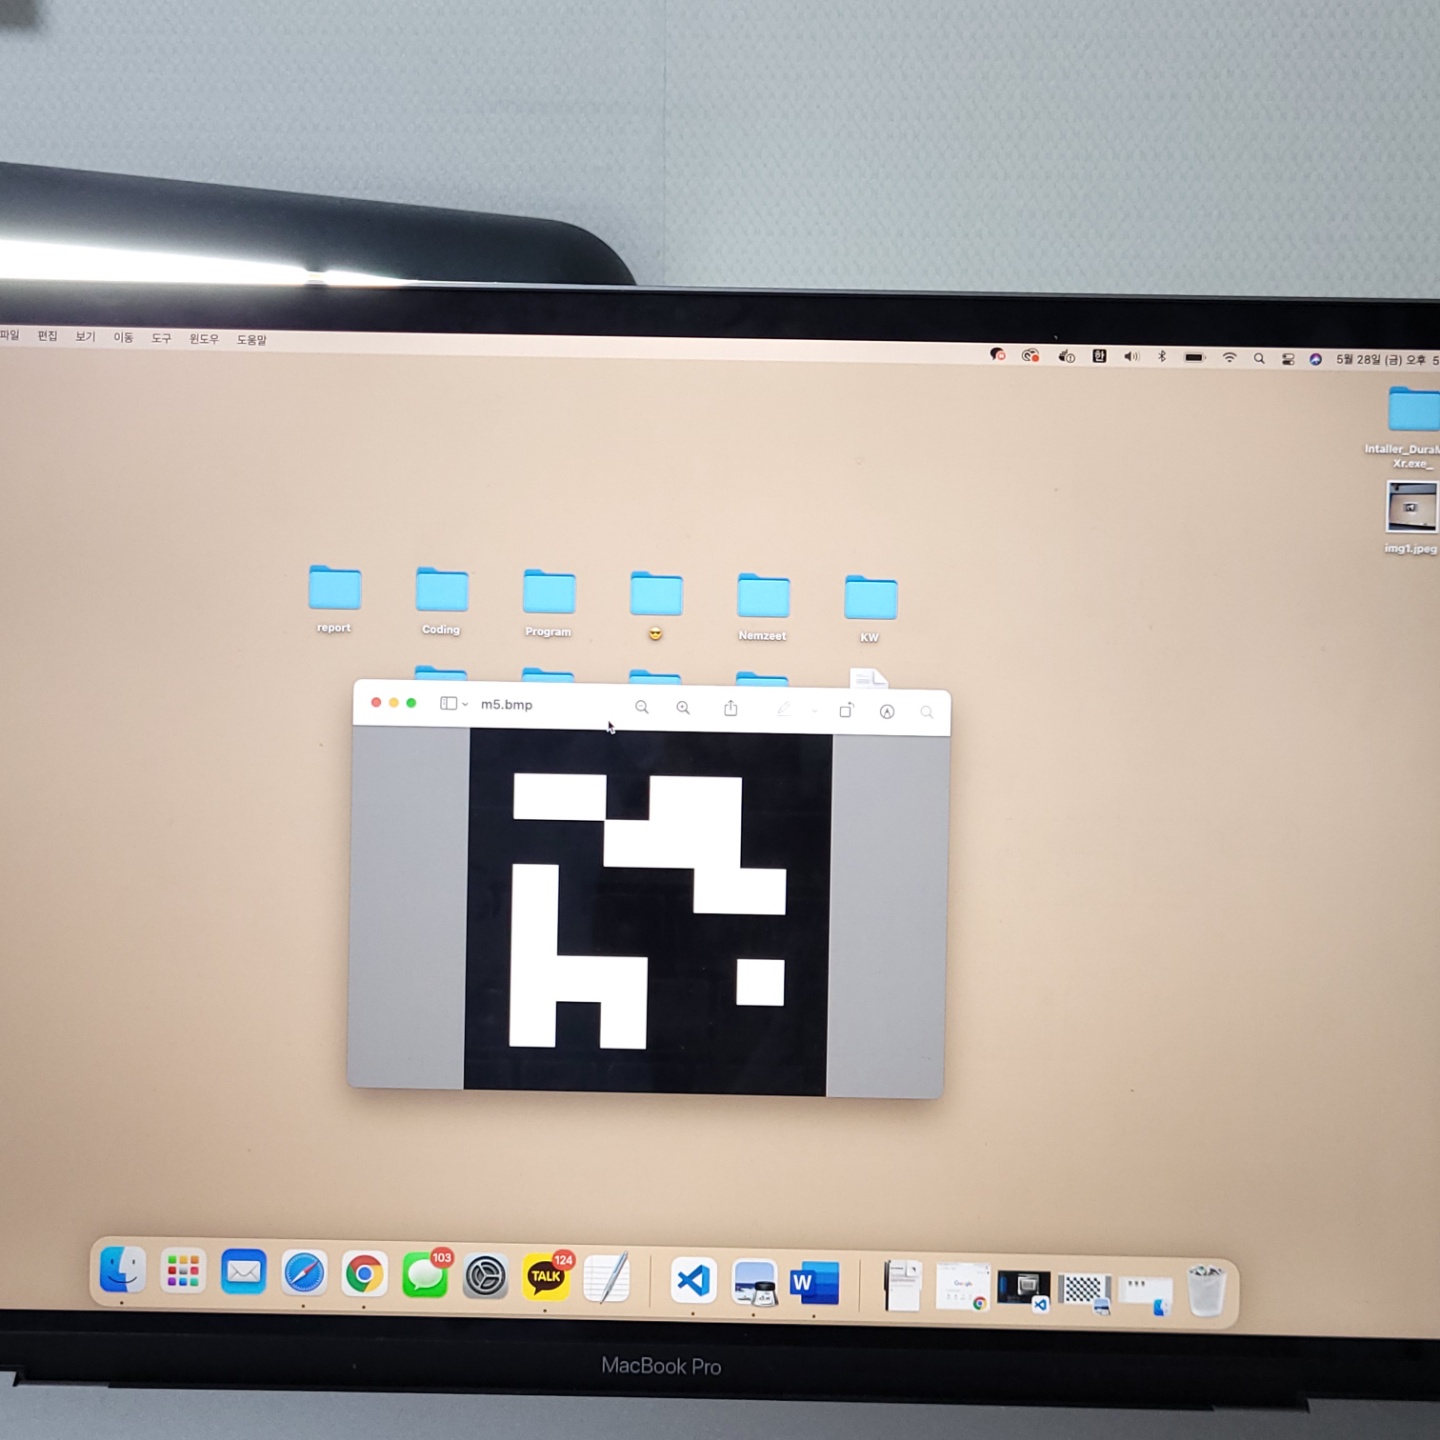 파일 편집 보기 이동 도구 윈도우 도움말
한 5월 28일 (금) 오후 5
Intaller_DuraM
Xr.exe_
img1.jpeg
report Coding Program Nemzeet KW
m5.bmp
103 124
TALK
W
Google
MacBook Pro